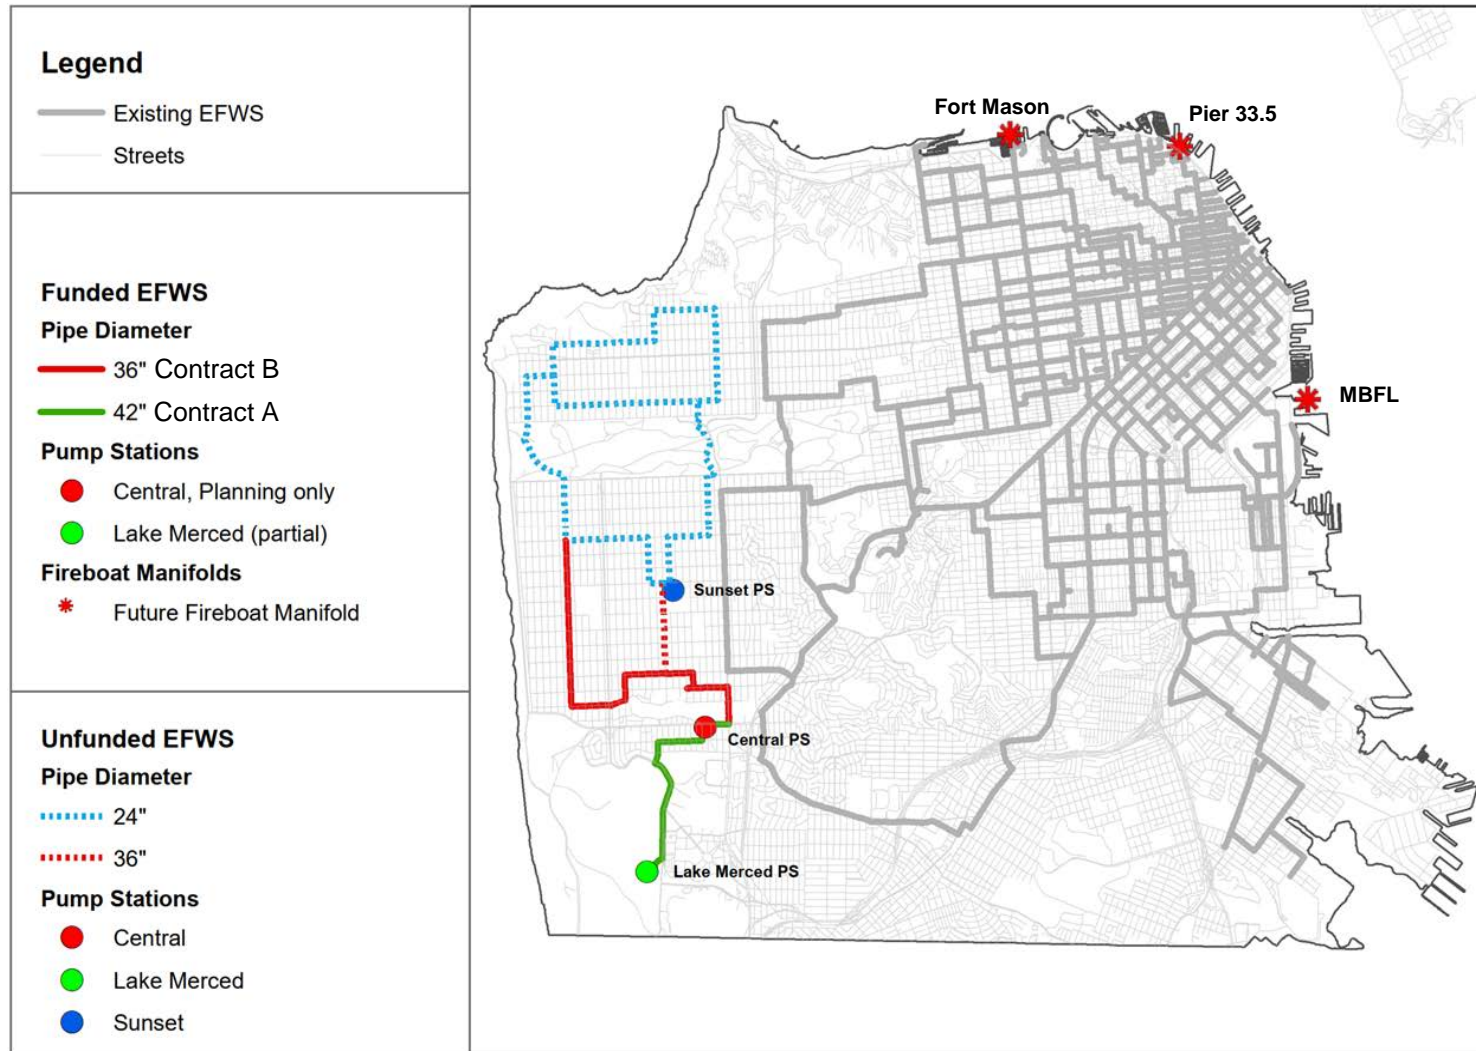 Legend
Existing EFWS
Streets
Funded EFWS
Pipe Diameter
36" Contract B
42" Contract A
Pump Stations
Central, Planning only
Lake Merced (partial)
Fireboat Manifolds
Future Fireboat Manifold
Unfunded EFWS
Pipe Diameter
24"
36"
Pump Stations
Central
Lake Merced
Sunset
Fort Mason
Pier 33.5
MBFL
Sunset PS
Central PS
Lake Merced PS